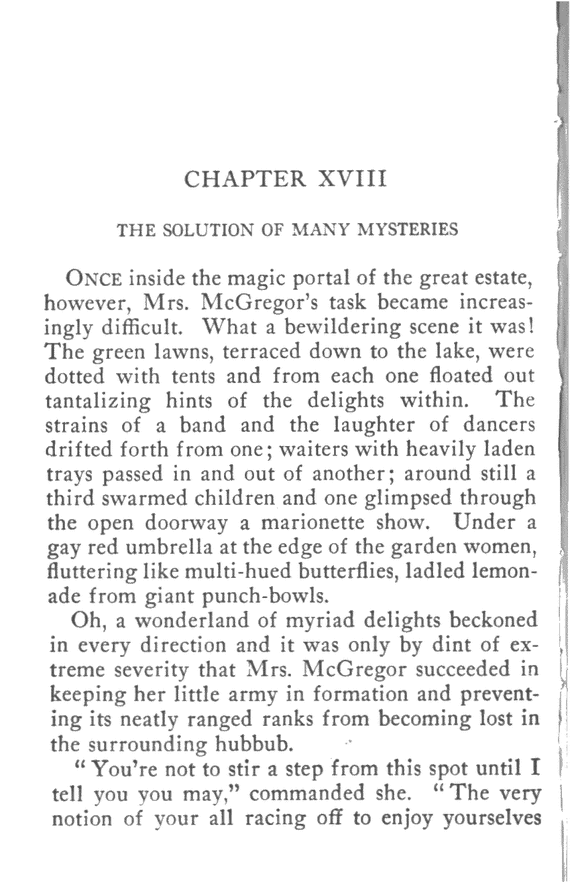 CHAPTER XVIII
THE SOLUTION OF MANY MYSTERIES
ONCE inside the magic portal of the great estate,
however, Mrs. McGregor's task became increas-
ingly difficult. What a bewildering scene it was!
The green lawns, terraced down to the lake, were
dotted with tents and from each one floated out
tantalizing hints of the delights within. The
strains of a band and the laughter of dancers
drifted forth from one; waiters with heavily laden
trays passed in and out of another; around still a
third swarmed children and one glimpsed through
the open doorway a marionette show. Under a
gay red umbrella at the edge of the garden women,
fluttering like multi-hued butterflies, ladled lemon-
ade from giant punch-bowls.
Oh, a wonderland of myriad delights beckoned
in every direction and it was only by dint of ex-
treme severity that Mrs. McGregor succeeded in
keeping her little army in formation and prevent-
ing its neatly ranged ranks from becoming lost in
the surrounding hubbub.
"You're not to stir a step from this spot until I
tell you you may," commanded she. "The very
notion of your all racing off to enjoy yourselves